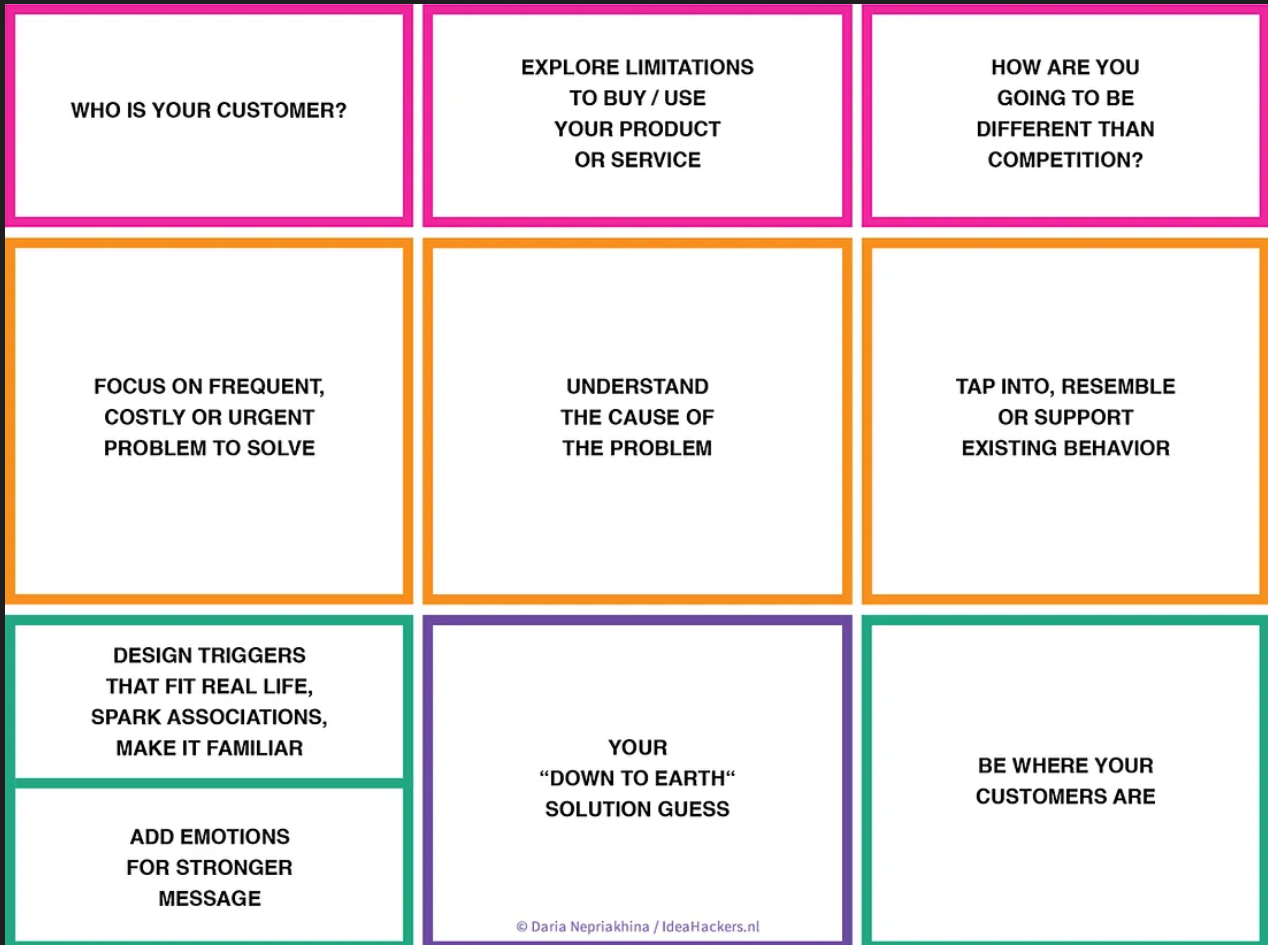 WHO IS YOUR CUSTOMER?
EXPLORE LIMITATIONS
TO BUY / USE
YOUR PRODUCT
OR SERVICE
HOW ARE YOU
GOING TO BE
DIFFERENT THAN
COMPETITION?
FOCUS ON FREQUENT,
COSTLY OR URGENT
PROBLEM TO SOLVE
UNDERSTAND
THE CAUSE OF
THE PROBLEM
TAP INTO, RESEMBLE
OR SUPPORT
EXISTING BEHAVIOR
DESIGN TRIGGERS
THAT FIT REAL LIFE,
SPARK ASSOCIATIONS,
MAKE IT FAMILIAR
ADD EMOTIONS
FOR STRONGER
MESSAGE
YOUR
“DOWN TO EARTH“
SOLUTION GUESS
© Daria Nepriakhina / IdeaHackers.nl
BE WHERE YOUR
CUSTOMERS ARE